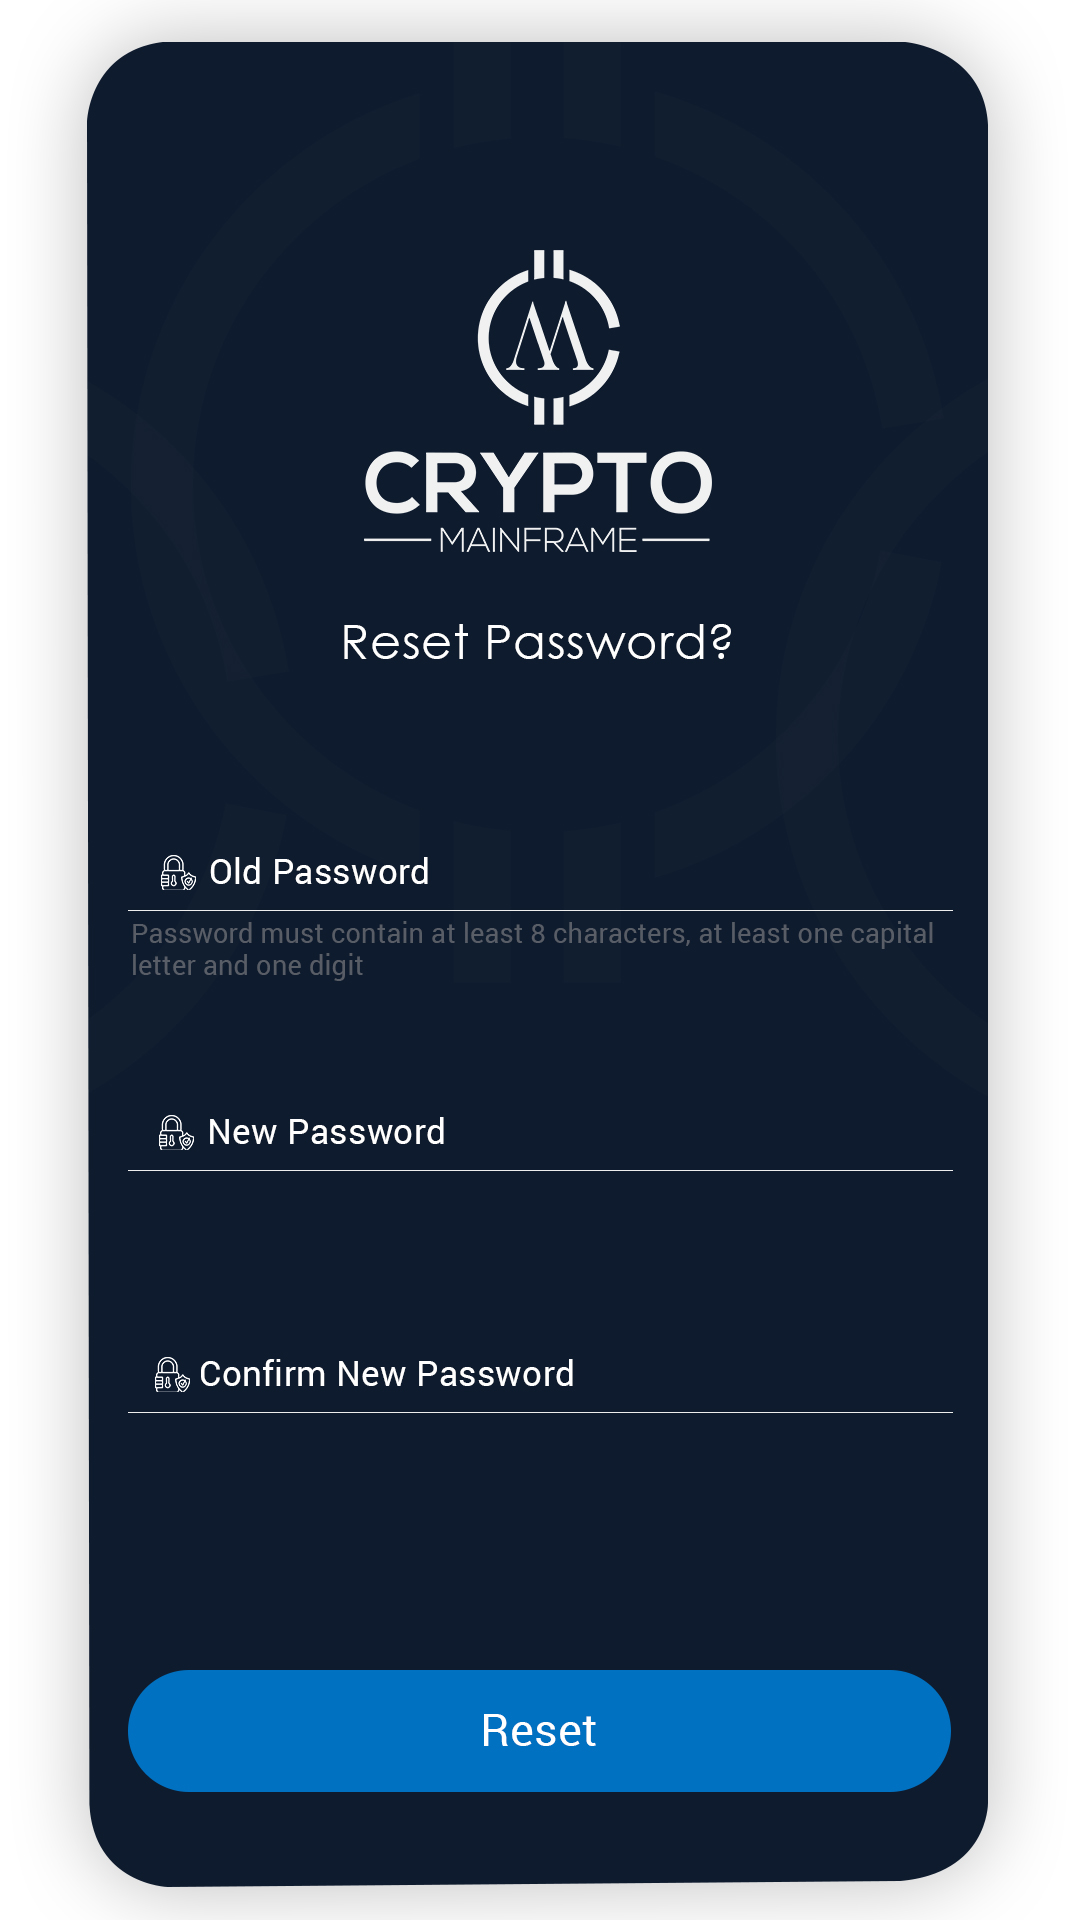 CRYPTO
MAINFRAME
Reset Password?
Old Password
Password must contain at least 8 characters, at least one capital
letter and one digit
New Password
Confirm New Password
Reset